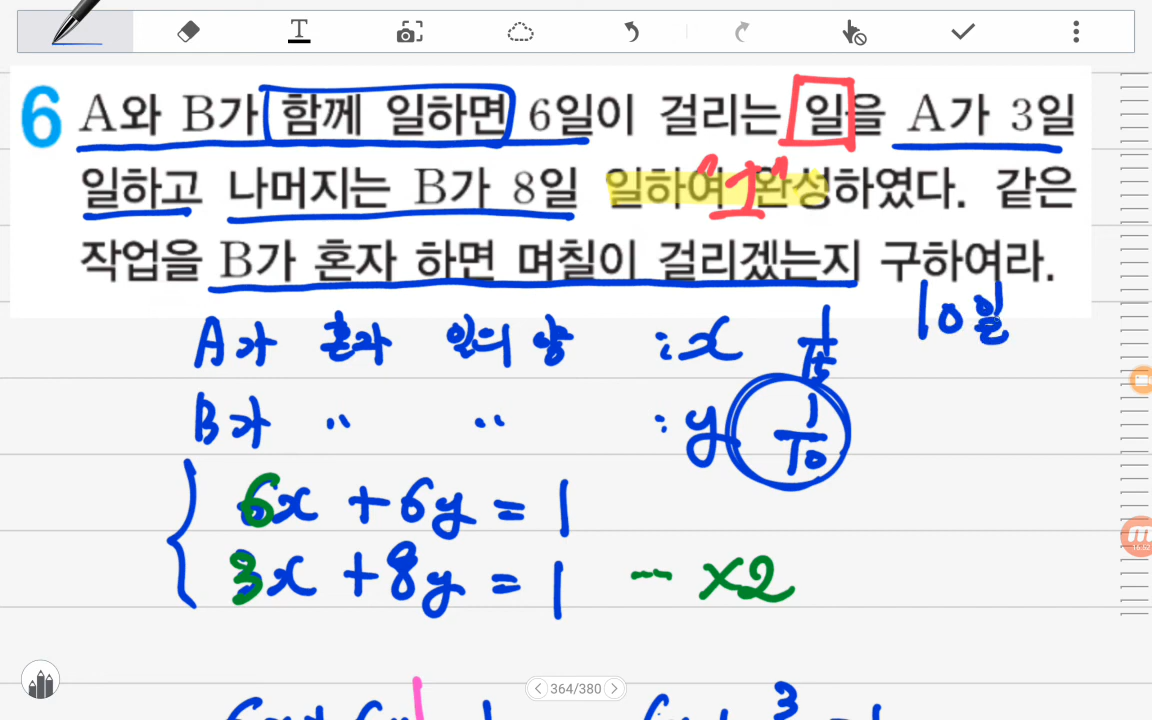 T
6 A와 B가 함께 일하면 6일이 걸리는 일을 A가 3일
일하고 나머지는 B가 8일 일하여 완성하였다. 같은
"1"
작업을 B가 혼자 하면 며칠이 걸리겠는지 구하여라.
10일
A가 혼자 일의 양 : x 1/15
B가 〃 〃 : y 1/10
6x + 6y = 1
3x + 8y = 1 -- ×2
364/380